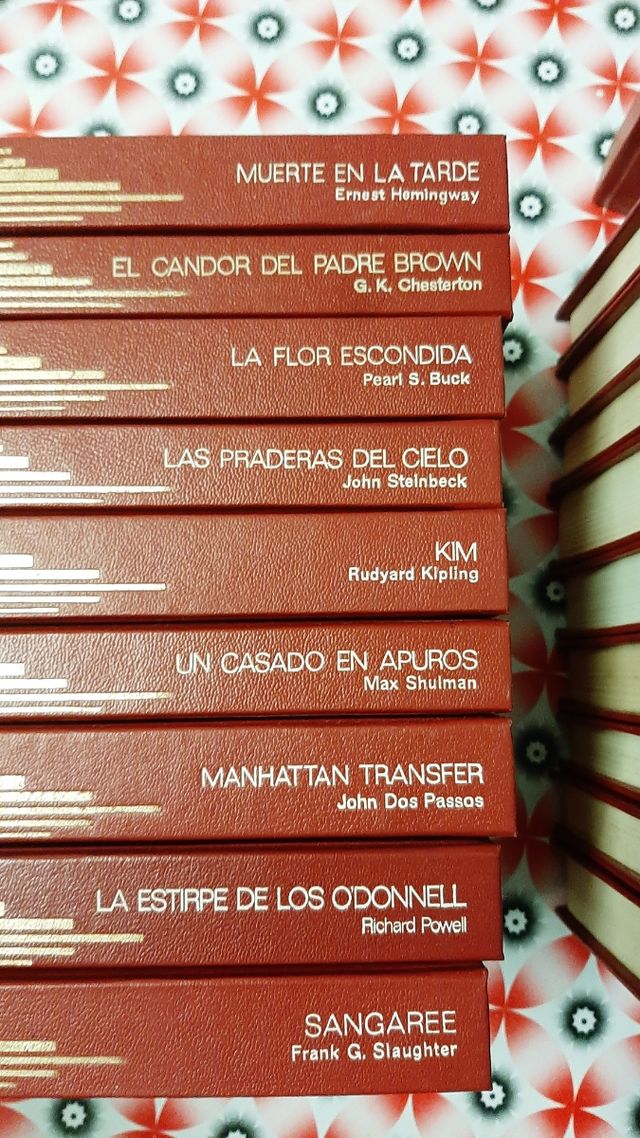 MUERTE EN LA TARDE
Ernest Hemingway
EL CANDOR DEL PADRE BROWN
G. K. Chesterton
LA FLOR ESCONDIDA
Pearl S. Buck
LAS PRADERAS DEL CIELO
John Steinbeck
KIM
Rudyard Kipling
UN CASADO EN APUROS
Max Shulman
MANHATTAN TRANSFER
John Dos Passos
LA ESTIRPE DE LOS O'DONNELL
Richard Powell
SANGAREE
Frank G. Slaughter